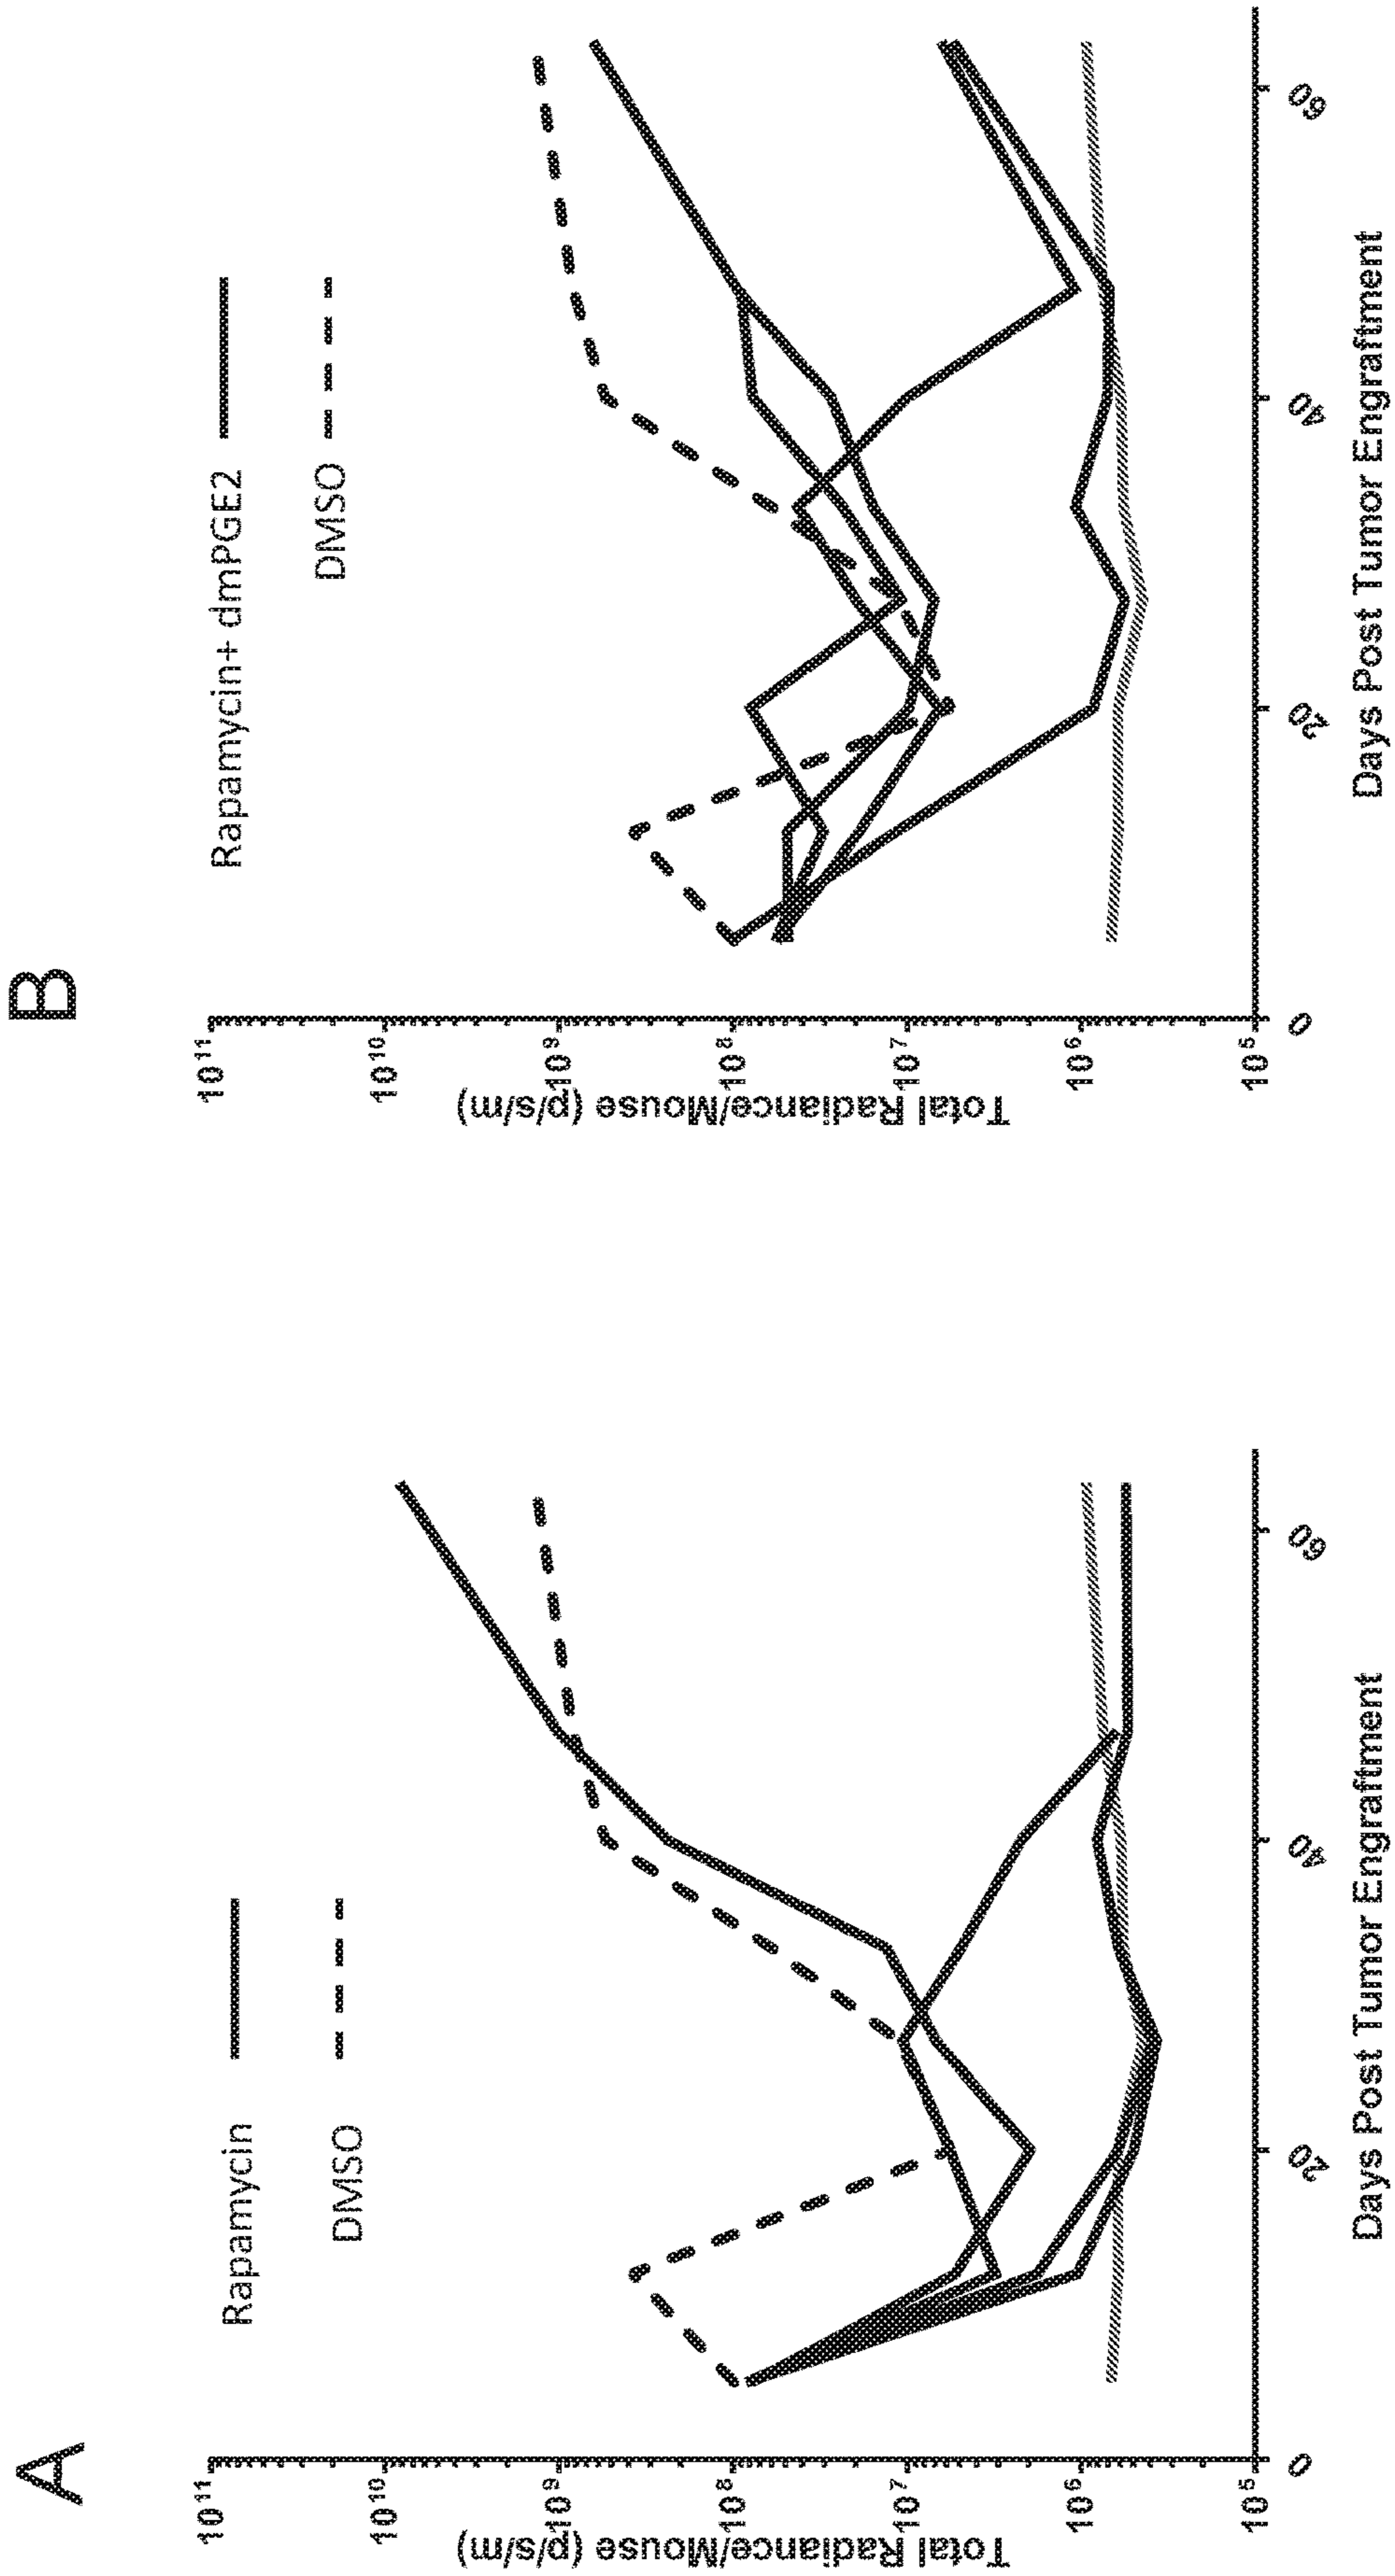 A
Rapamycin
DMSO
Total Radiance/Mouse (p/s/m)
10¹¹
10¹⁰
10⁹
10⁸
10⁷
10⁶
10⁵
0
20
40
60
Days Post Tumor Engraftment
B
Rapamycin+ dmPGE2
DMSO
Total Radiance/Mouse (p/s/m)
10¹¹
10¹⁰
10⁹
10⁸
10⁷
10⁶
10⁵
0
20
40
60
Days Post Tumor Engraftment